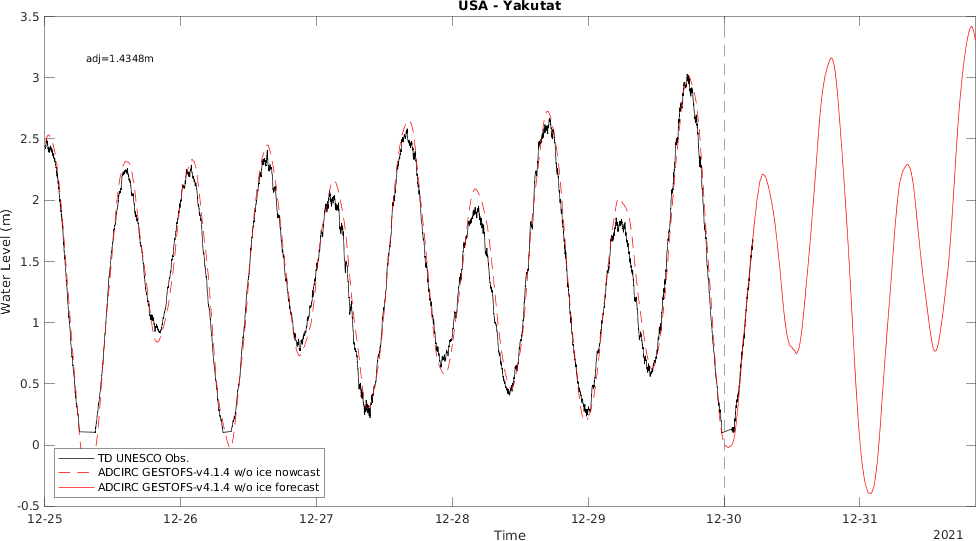 USA - Yakutat
adj=1.4348m
3.5
3
2.5
2
1.5
1
0.5
0
-0.5
Water Level (m)
TD UNESCO Obs.
ADCIRC GESTOFS-v4.1.4 w/o ice nowcast
ADCIRC GESTOFS-v4.1.4 w/o ice forecast
12-25 12-26 12-27 12-28 12-29 12-30 12-31
Time
2021